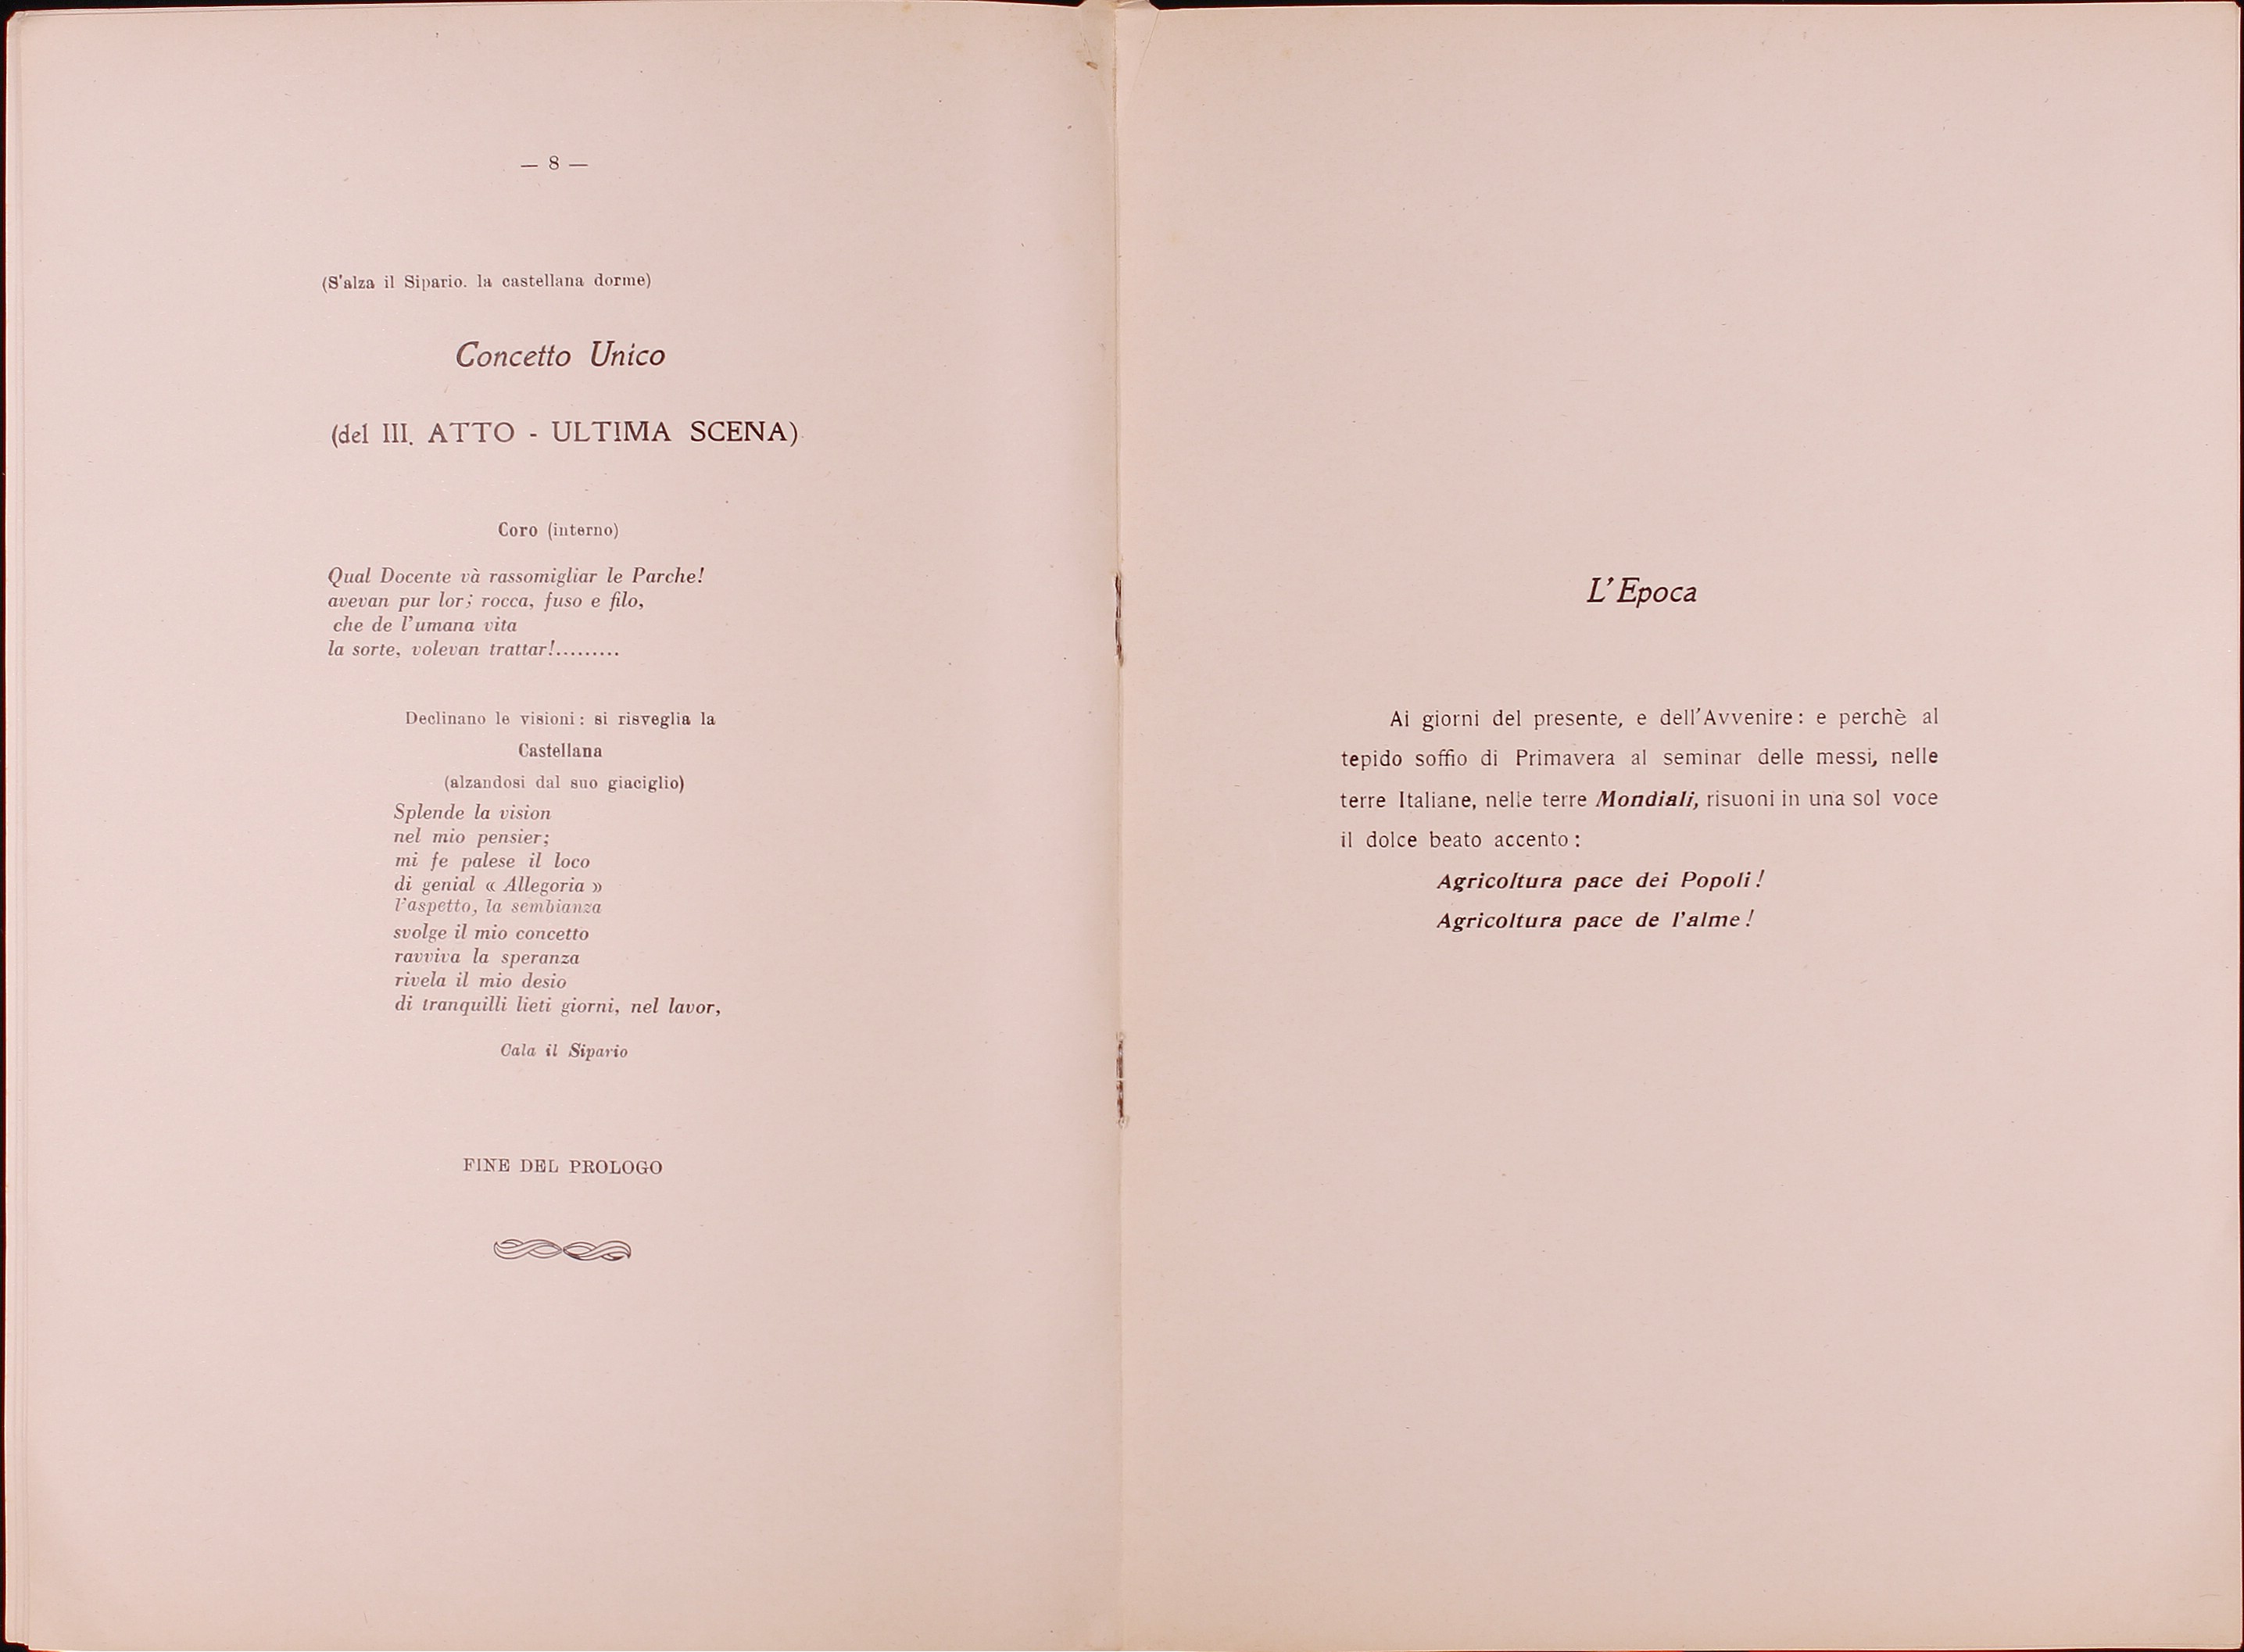 — 8 —
(S'alza il Sipario. la castellana dorme)
Concetto Unico
(del III. ATTO - ULTIMA SCENA)
Coro (interno)
Qual Docente và rassomigliar le Parche!
avevan pur lor; rocca, fuso e filo,
che de l'umana vita
la sorte, volevan trattar!.........
Declinano le visioni: si risveglia la
Castellana
(alzandosi dal suo giaciglio)
Splende la vision
nel mio pensier;
mi fe palese il loco
di genial « Allegoria »
l'aspetto, la sembianza
svolge il mio concetto
ravviva la speranza
rivela il mio desio
di tranquilli lieti giorni, nel lavor,
Cala il Sipario
FINE DEL PROLOGO
L'Epoca
Ai giorni del presente, e dell'Avvenire: e perchè al
tepido soffio di Primavera al seminar delle messi, nelle
terre Italiane, nelle terre Mondiali, risuoni in una sol voce
il dolce beato accento:
Agricoltura pace dei Popoli!
Agricoltura pace de l'alme!